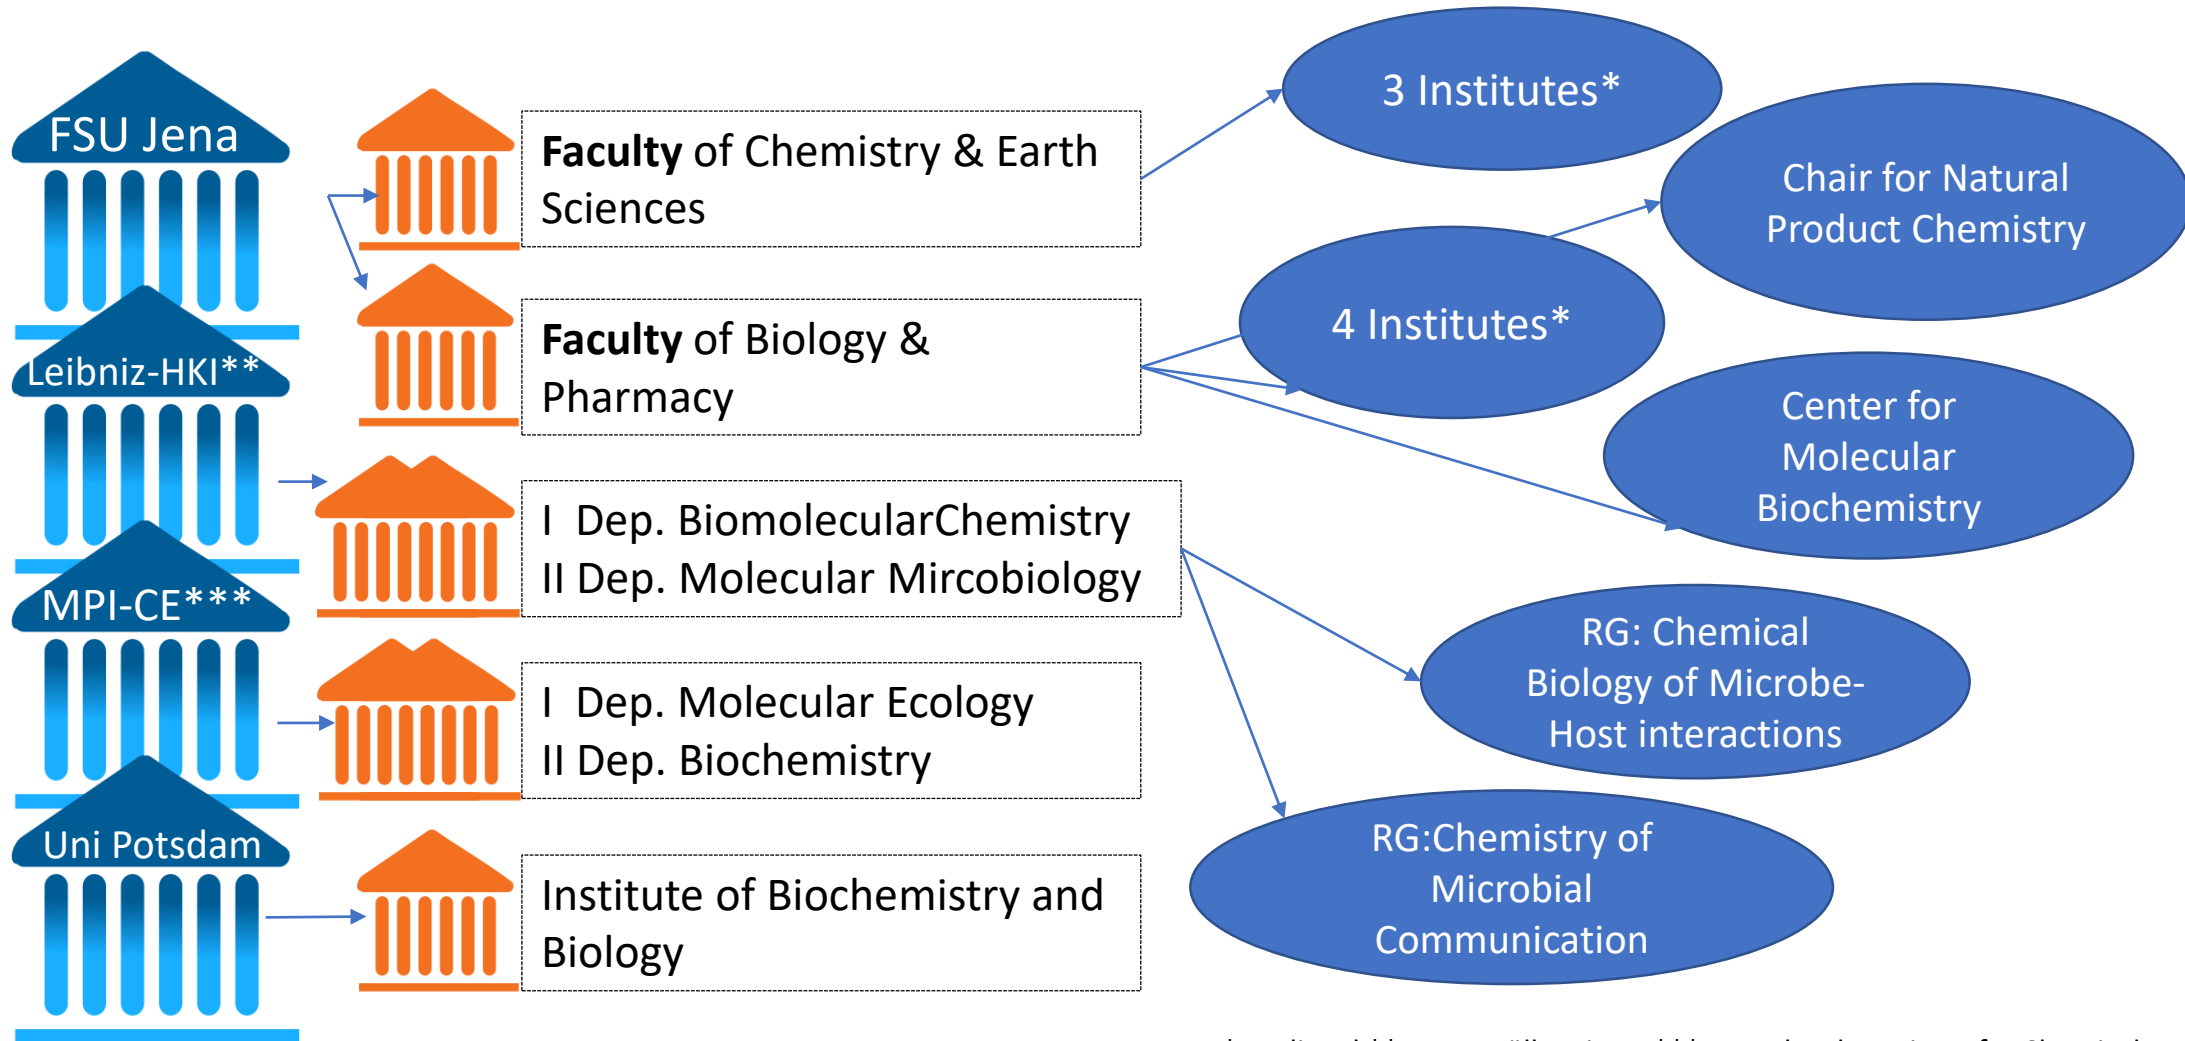 FSU Jena
Faculty of Chemistry & Earth
Sciences
3 Institutes*
Chair for Natural
Product Chemistry
Leibniz-HKI**
Faculty of Biology &
Pharmacy
4 Institutes*
Center for
Molecular
Biochemistry
MPI-CE***
I Dep. BiomolecularChemistry
II Dep. Molecular Mircobiology
RG: Chemical
Biology of Microbe-
Host interactions
I Dep. Molecular Ecology
II Dep. Biochemistry
Uni Potsdam
Institute of Biochemistry and
Biology
RG:Chemistry of
Microbial
Communication